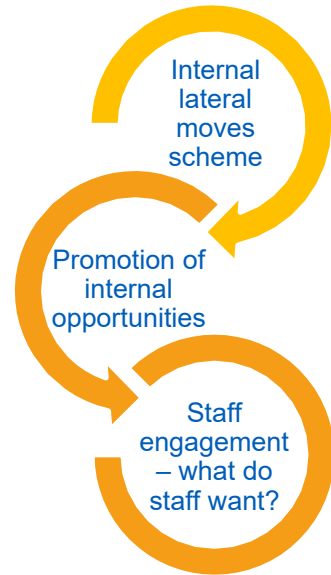 Internal
lateral
moves
scheme
Promotion of
internal
opportunities
Staff
engagement
– what do
staff want?